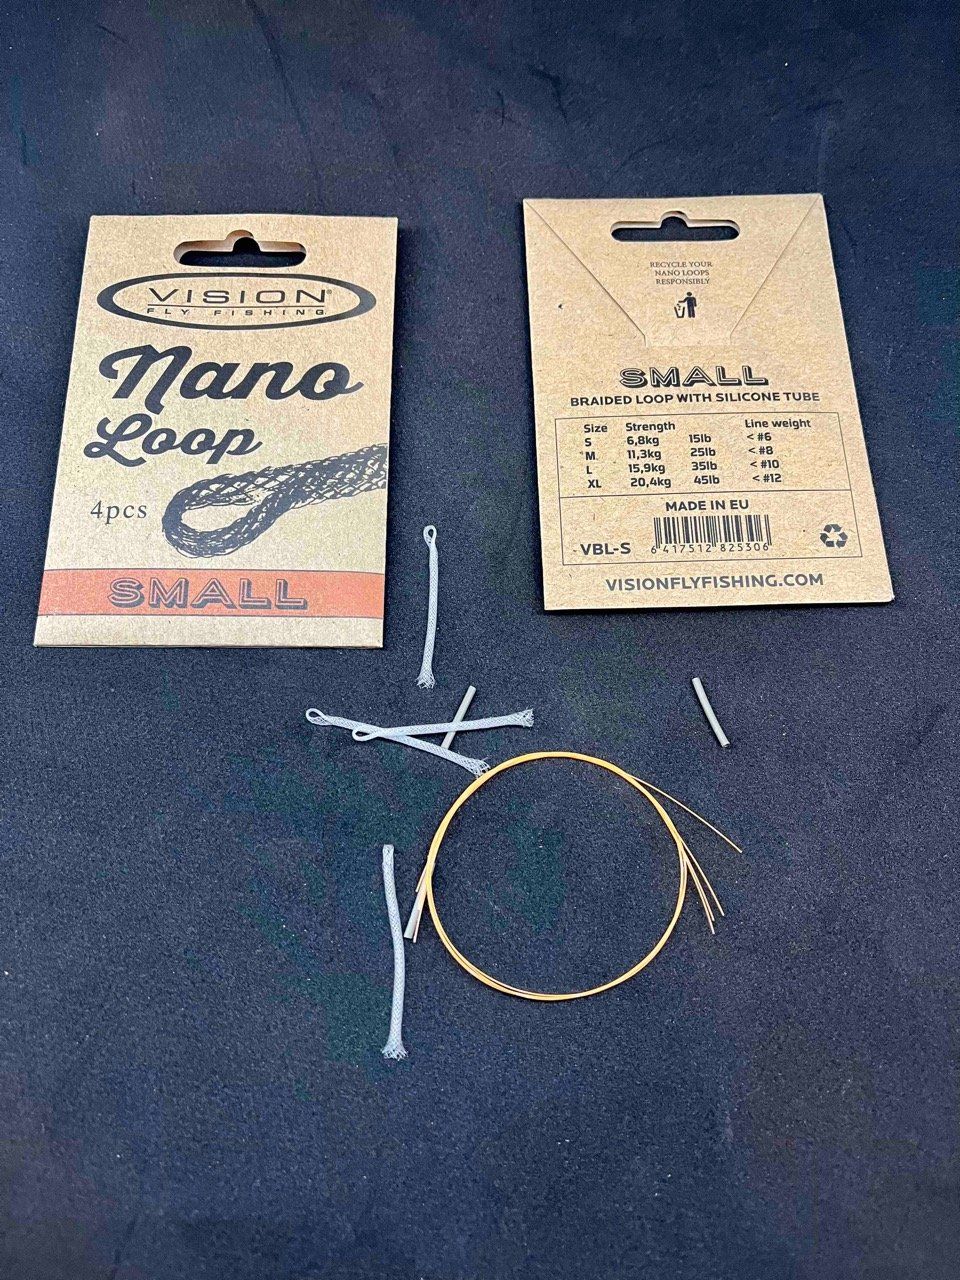 VISION®
FLY FISHING
Nano
Loop
4pcs
SMALL
RECYCLE YOUR
NANO LOOPS
RESPONSIBLY
SMALL
BRAIDED LOOP WITH SILICONE TUBE
Size Strength Line weight
S 6,8kg 15lb < #6
M 11,3kg 25lb < #8
L 15,9kg 35lb < #10
XL 20,4kg 45lb < #12
MADE IN EU
VBL-S 6 417512 825306
VISIONFLYFISHING.COM